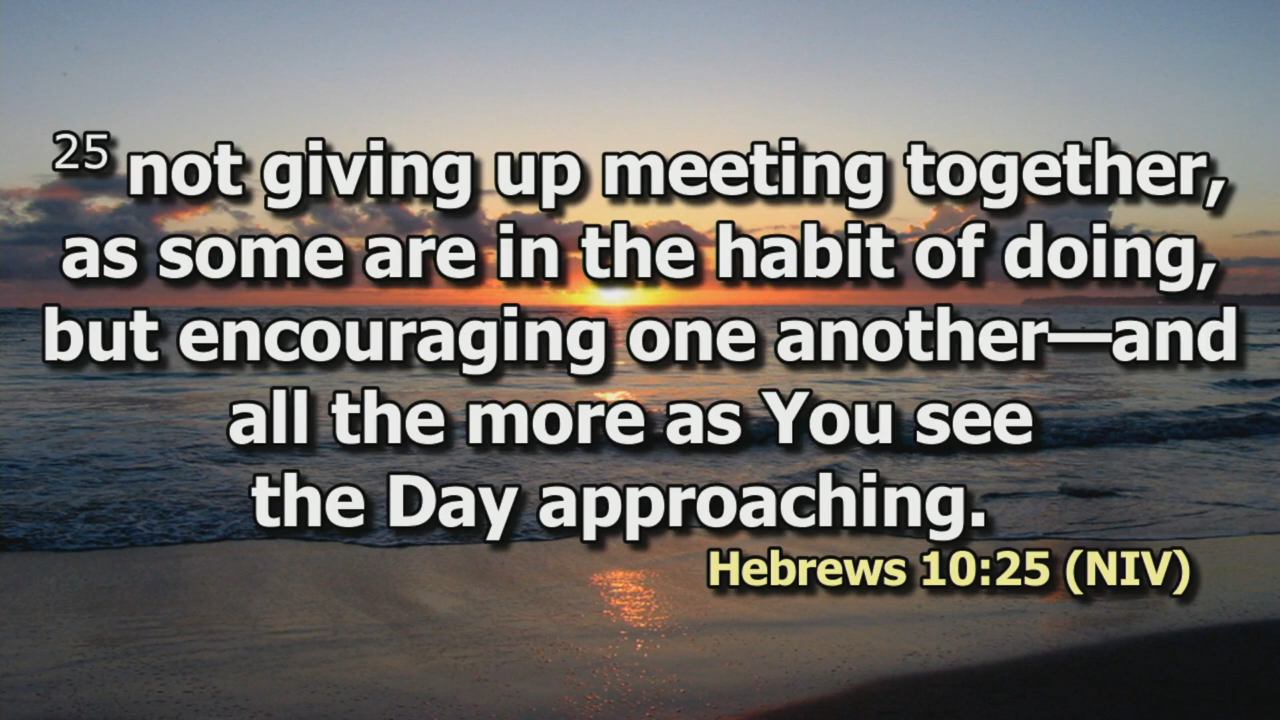 25 not giving up meeting together,
as some are in the habit of doing,
but encouraging one another—and
all the more as You see
the Day approaching.
Hebrews 10:25 (NIV)